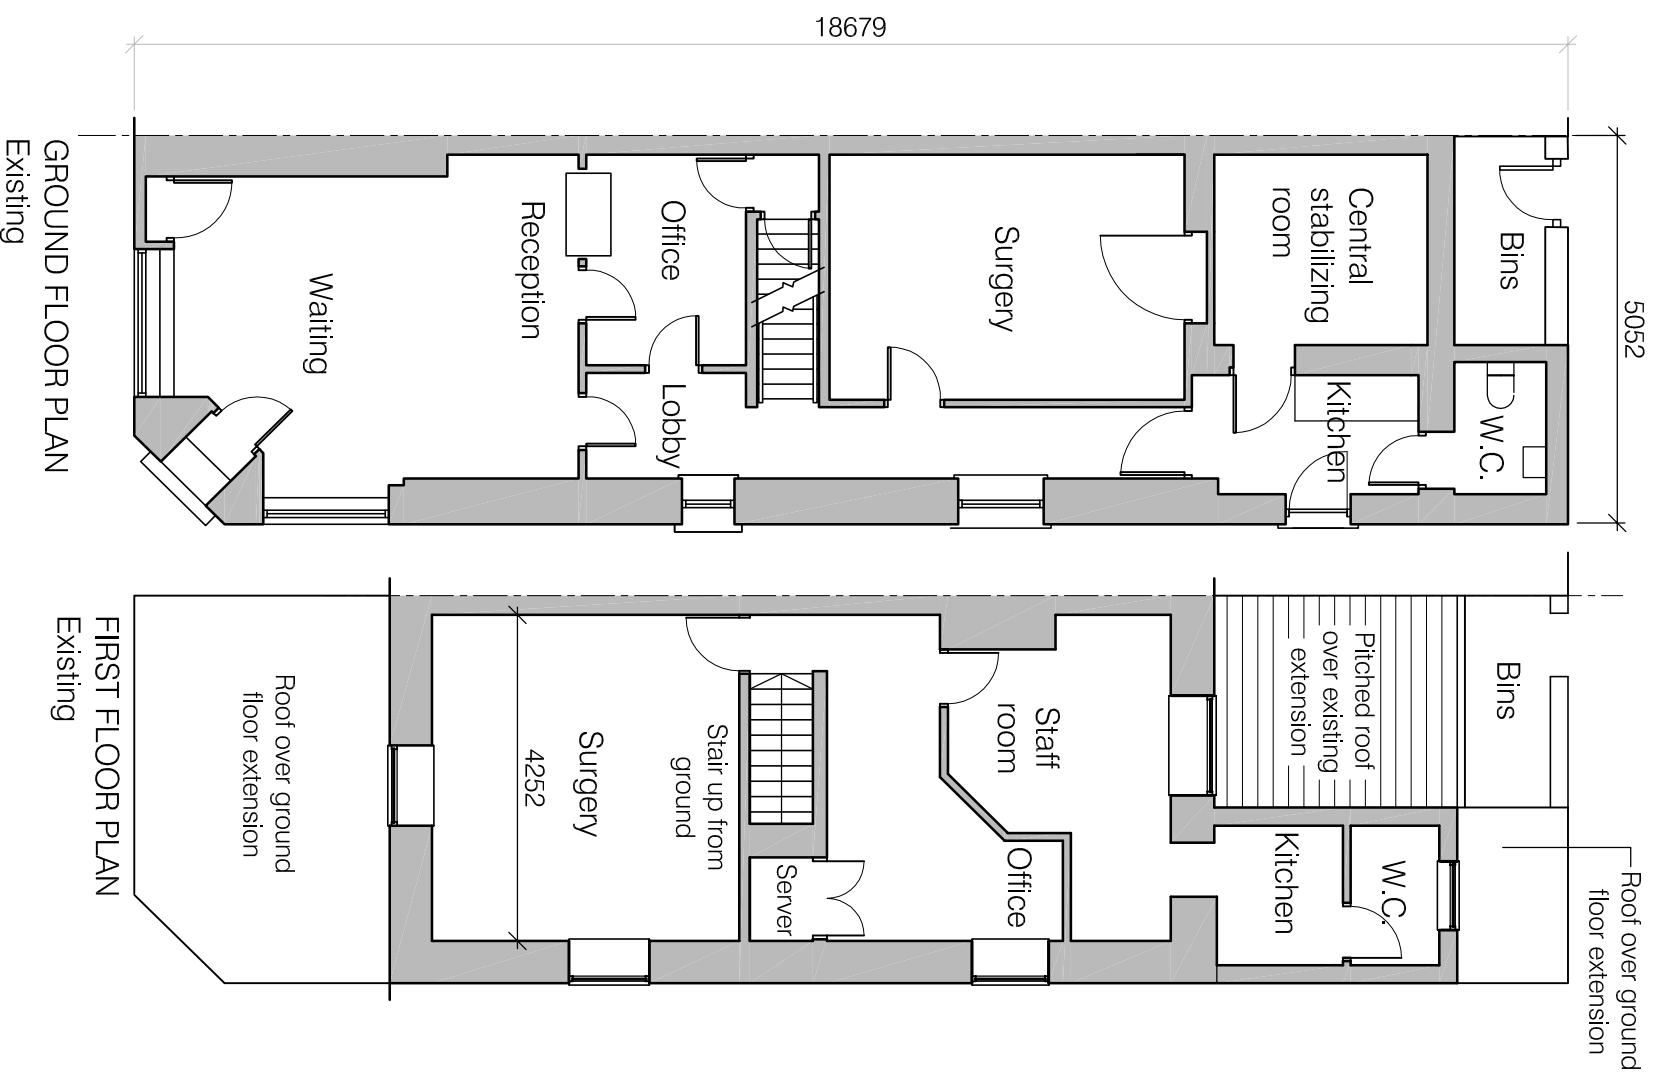 18679
5052
GROUND FLOOR PLAN
Existing
Waiting
Reception
Office
Lobby
Surgery
Central
stabilizing
room
Kitchen
W.C.
Bins
FIRST FLOOR PLAN
Existing
Roof over ground
floor extension
4252
Surgery
Stair up from
ground
Server
Staff
room
Office
Pitched roof
over existing
extension
Kitchen
W.C.
Bins
Roof over ground
floor extension